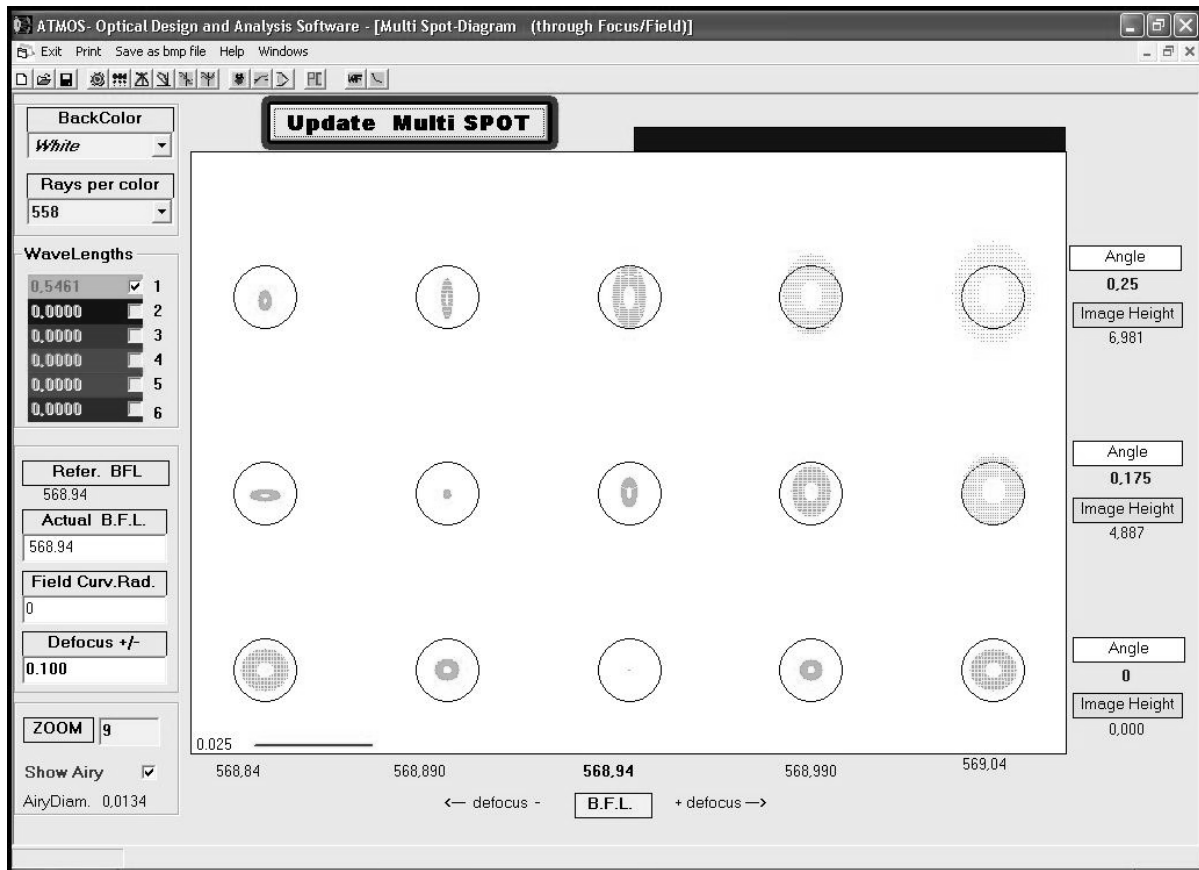 ATMOS- Optical Design and Analysis Software - [Multi Spot-Diagram (through Focus/Field)]
Exit Print Save as bmp file Help Windows
BackColor
White
Rays per color
558
WaveLengths
0,5461 1
0,0000 2
0,0000 3
0,0000 4
0,0000 5
0,0000 6
Refer. BFL
568.94
Actual B.F.L.
568.94
Field Curv.Rad.
0
Defocus +/-
0.100
ZOOM 9
Show Airy
AiryDiam. 0,0134
Update Multi SPOT
Angle
0,25
Image Height
6,981
Angle
0,175
Image Height
4,887
Angle
0
Image Height
0,000
0.025
568,84 568,890 568,94 568,990 569,04
<— defocus - B.F.L. + defocus —>